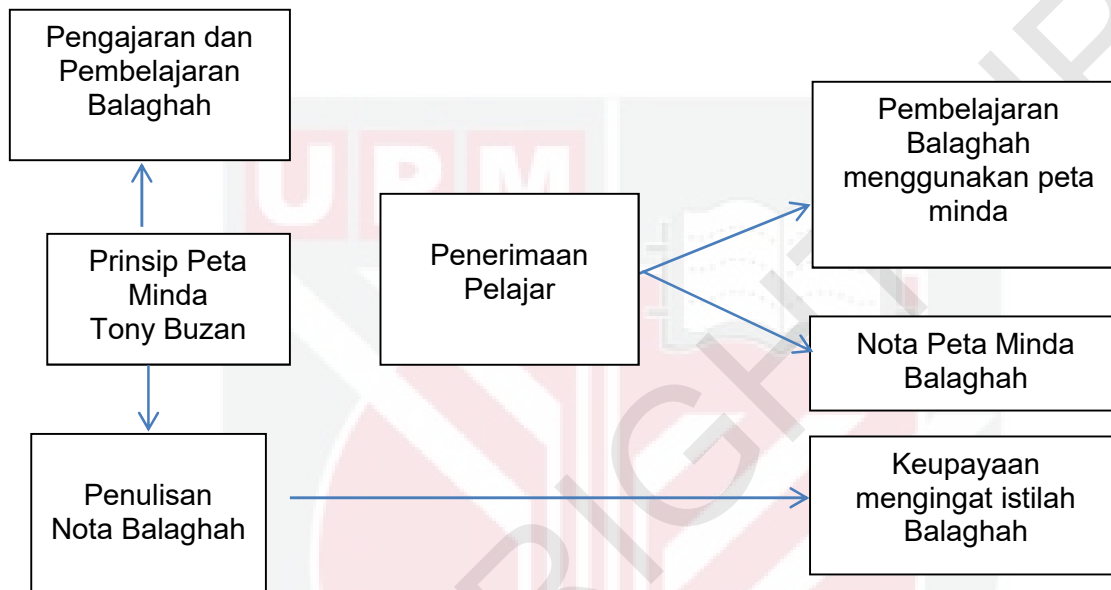 Pengajaran dan
Pembelajaran
Balaghah
Prinsip Peta
Minda
Tony Buzan
Penulisan
Nota Balaghah
Penerimaan
Pelajar
Pembelajaran
Balaghah
menggunakan peta
minda
Nota Peta Minda
Balaghah
Keupayaan
mengingat istilah
Balaghah
UPM